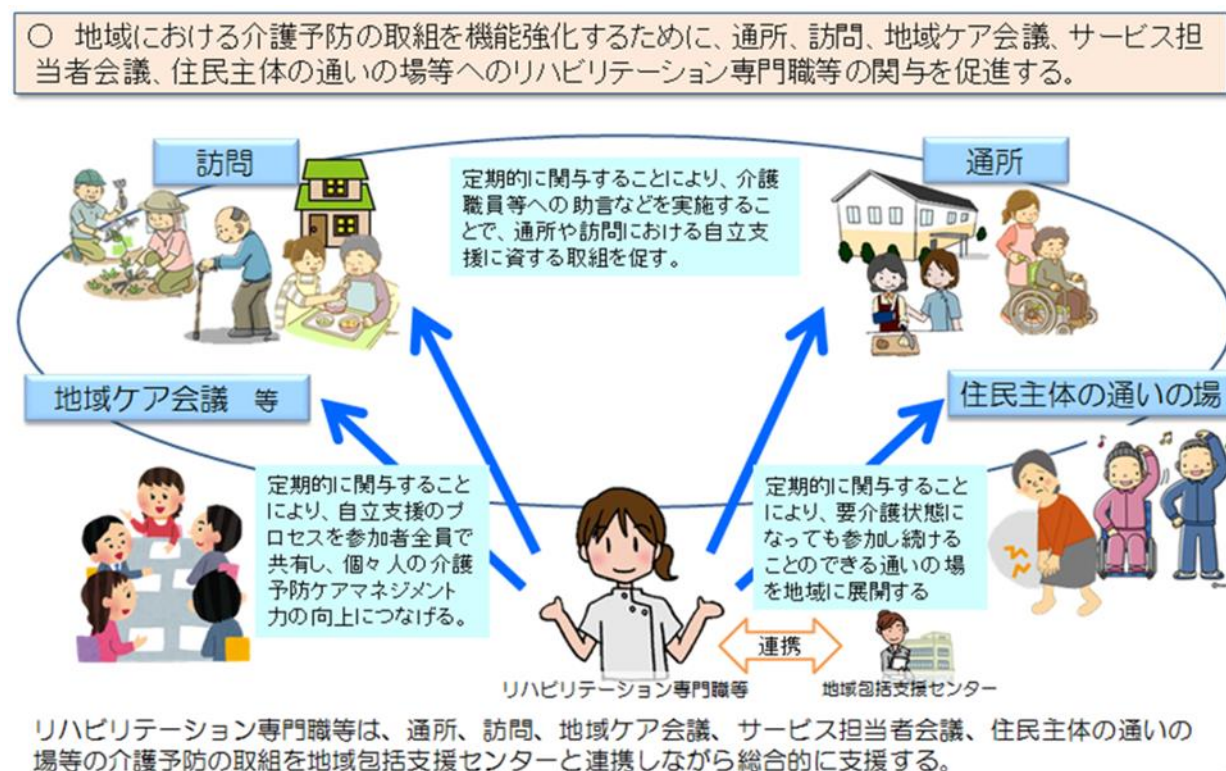 ○ 地域における介護予防の取組を機能強化するために、通所、訪問、地域ケア会議、サービス担
当者会議、住民主体の通いの場等へのリハビリテーション専門職等の関与を促進する。
訪問
定期的に関与することにより、介護
職員等への助言などを実施するこ
とで、通所や訪問における自立支
援に資する取組を促す。
通所
地域ケア会議 等
住民主体の通いの場
定期的に関与すること
により、自立支援のプ
ロセスを参加者全員で
共有し、個々人の介護
予防ケアマネジメント
力の向上につなげる。
定期的に関与すること
により、要介護状態に
なっても参加し続ける
ことのできる通いの場
を地域に展開する
連携
リハビリテーション専門職等
地域包括支援センター
リハビリテーション専門職等は、通所、訪問、地域ケア会議、サービス担当者会議、住民主体の通いの
場等の介護予防の取組を地域包括支援センターと連携しながら総合的に支援する。